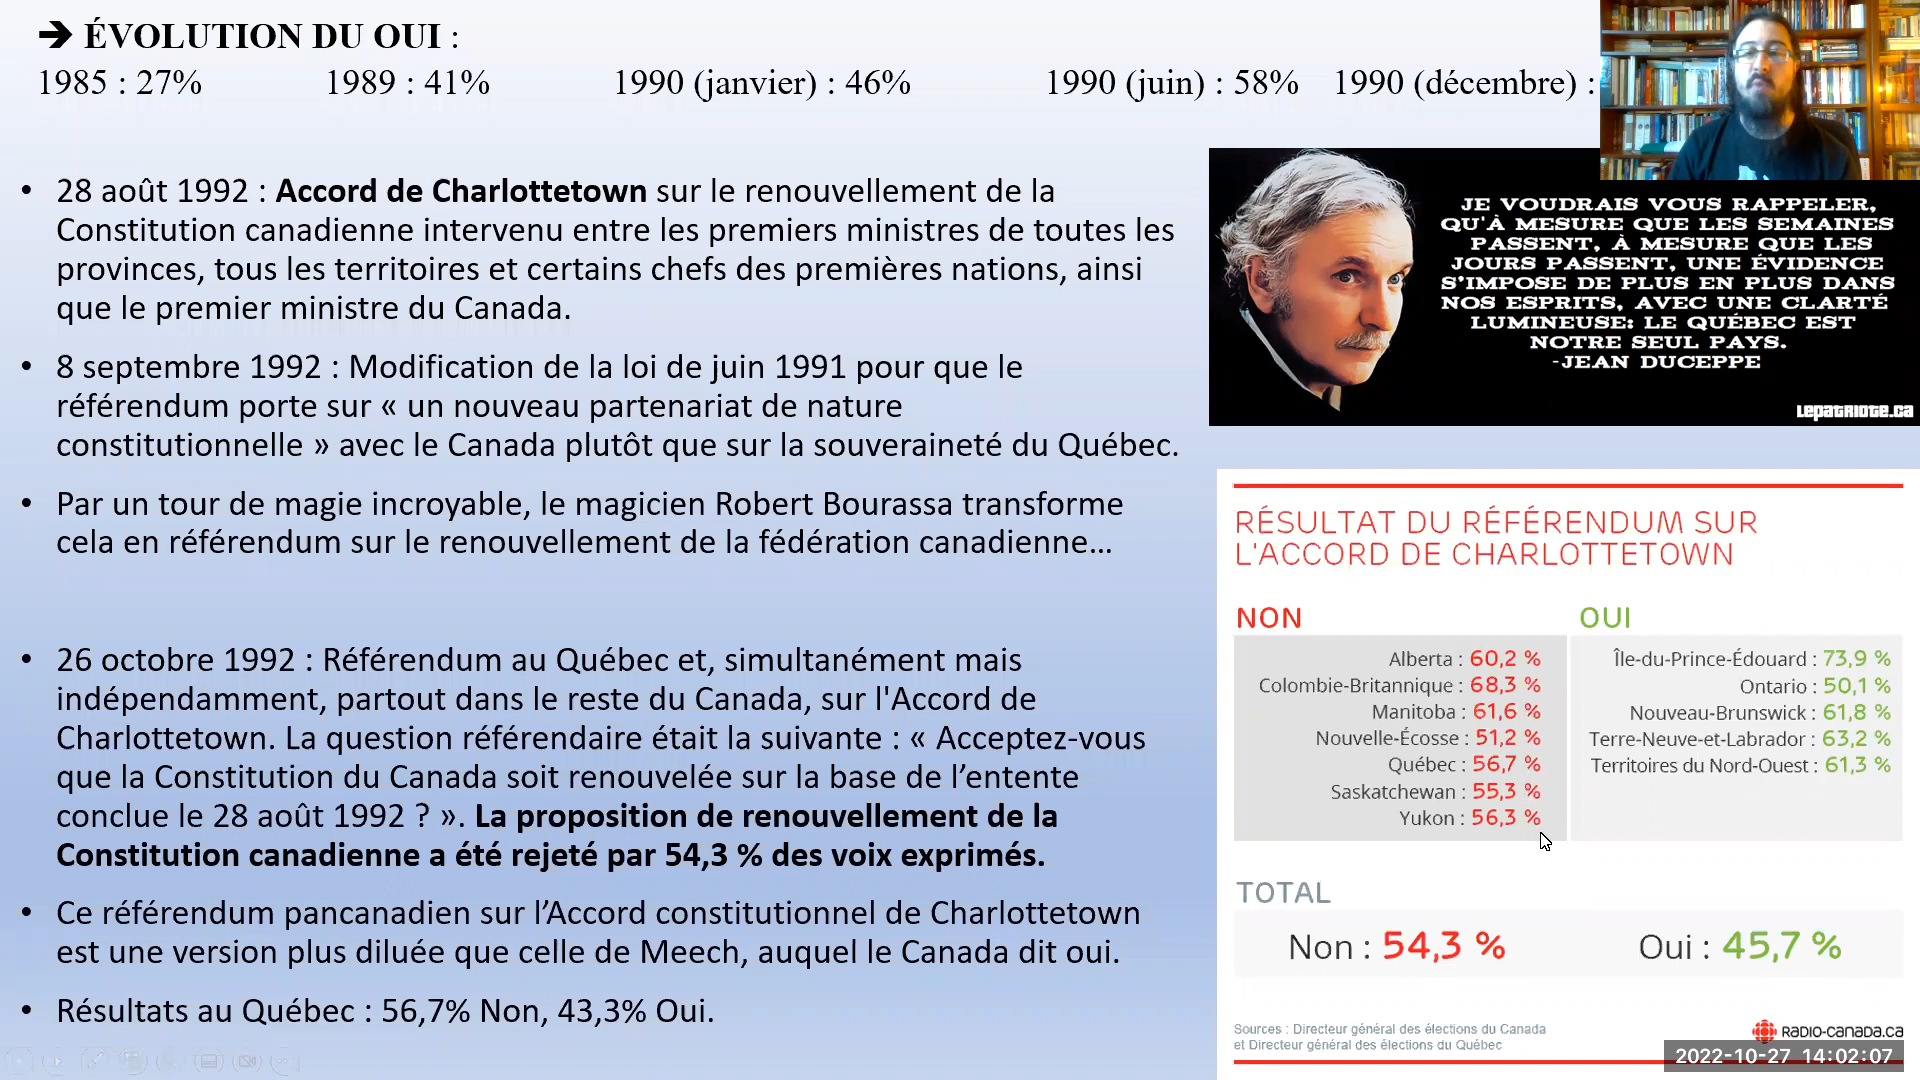 ➔ ÉVOLUTION DU OUI :
1985 : 27% 1989 : 41% 1990 (janvier) : 46% 1990 (juin) : 58% 1990 (décembre) :
• 28 août 1992 : Accord de Charlottetown sur le renouvellement de la
Constitution canadienne intervenu entre les premiers ministres de toutes les
provinces, tous les territoires et certains chefs des premières nations, ainsi
que le premier ministre du Canada.
• 8 septembre 1992 : Modification de la loi de juin 1991 pour que le
référendum porte sur « un nouveau partenariat de nature
constitutionnelle » avec le Canada plutôt que sur la souveraineté du Québec.
• Par un tour de magie incroyable, le magicien Robert Bourassa transforme
cela en référendum sur le renouvellement de la fédération canadienne…
• 26 octobre 1992 : Référendum au Québec et, simultanément mais
indépendamment, partout dans le reste du Canada, sur l'Accord de
Charlottetown. La question référendaire était la suivante : « Acceptez-vous
que la Constitution du Canada soit renouvelée sur la base de l’entente
conclue le 28 août 1992 ? ». La proposition de renouvellement de la
Constitution canadienne a été rejeté par 54,3 % des voix exprimés.
• Ce référendum pancanadien sur l’Accord constitutionnel de Charlottetown
est une version plus diluée que celle de Meech, auquel le Canada dit oui.
• Résultats au Québec : 56,7% Non, 43,3% Oui.
JE VOUDRAIS VOUS RAPPELER,
QU'À MESURE QUE LES SEMAINES
PASSENT, À MESURE QUE LES
JOURS PASSENT, UNE ÉVIDENCE
S'IMPOSE DE PLUS EN PLUS DANS
NOS ESPRITS, AVEC UNE CLARTÉ
LUMINEUSE: LE QUÉBEC EST
NOTRE SEUL PAYS.
-JEAN DUCEPPE
LEPATRIOTE.CA
RÉSULTAT DU RÉFÉRENDUM SUR
L'ACCORD DE CHARLOTTETOWN
NON
Alberta : 60,2 %
Colombie-Britannique : 68,3 %
Manitoba : 61,6 %
Nouvelle-Écosse : 51,2 %
Québec : 56,7 %
Saskatchewan : 55,3 %
Yukon : 56,3 %
OUI
Île-du-Prince-Édouard : 73,9 %
Ontario : 50,1 %
Nouveau-Brunswick : 61,8 %
Terre-Neuve-et-Labrador : 63,2 %
Territoires du Nord-Ouest : 61,3 %
TOTAL
Non : 54,3 % Oui : 45,7 %
Sources : Directeur général des élections du Canada
et Directeur général des élections du Québec
RADIO-CANADA.CA
2022-10-27 14:02:07